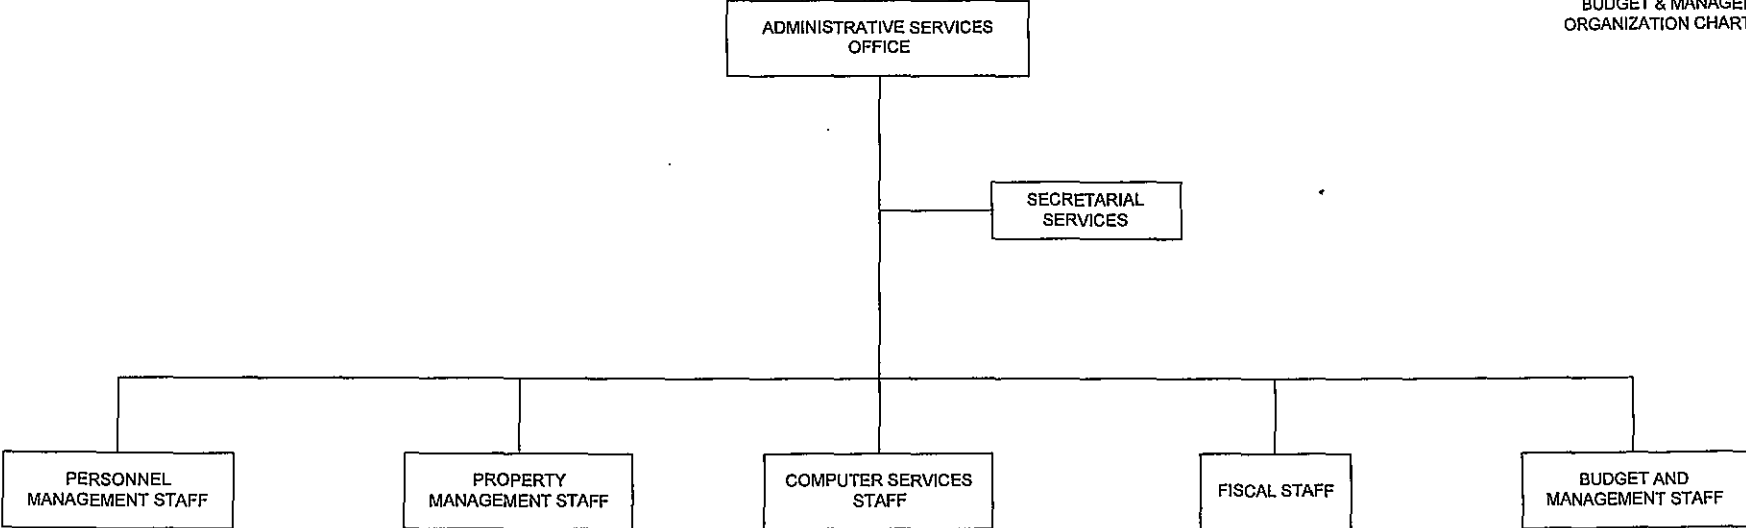 BUDGET &
ORGANIZATION CHART
ADMINISTRATIVE SERVICES
OFFICE
SECRETARIAL
SERVICES
PERSONNEL
MANAGEMENT STAFF
PROPERTY
MANAGEMENT STAFF
COMPUTER SERVICES
STAFF
FISCAL STAFF
BUDGET AND
MANAGEMENT STAFF